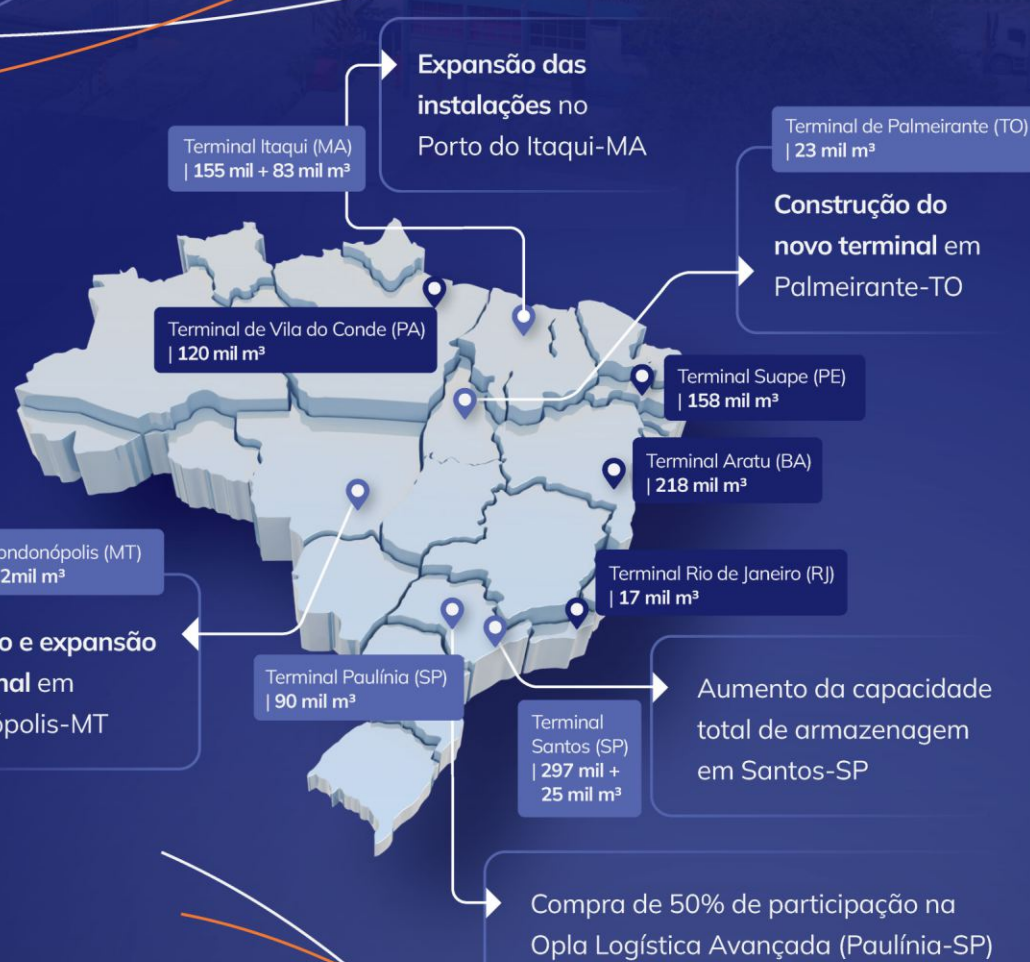 Expansão das
instalações no
Porto do Itaqui-MA
Terminal Itaqui (MA)
| 155 mil + 83 mil m³
Terminal de Palmeirante (TO)
| 23 mil m³
Construção do
novo terminal em
Palmeirante-TO
Terminal de Vila do Conde (PA)
| 120 mil m³
Terminal Suape (PE)
| 158 mil m³
Terminal Aratu (BA)
| 218 mil m³
ondonópolis (MT)
2mil m³
o e expansão
nal em
ópolis-MT
Terminal Rio de Janeiro (RJ)
| 17 mil m³
Terminal Paulínia (SP)
| 90 mil m³
Terminal
Santos (SP)
| 297 mil +
25 mil m³
Aumento da capacidade
total de armazenagem
em Santos-SP
Compra de 50% de participação na
Opla Logística Avançada (Paulínia-SP)